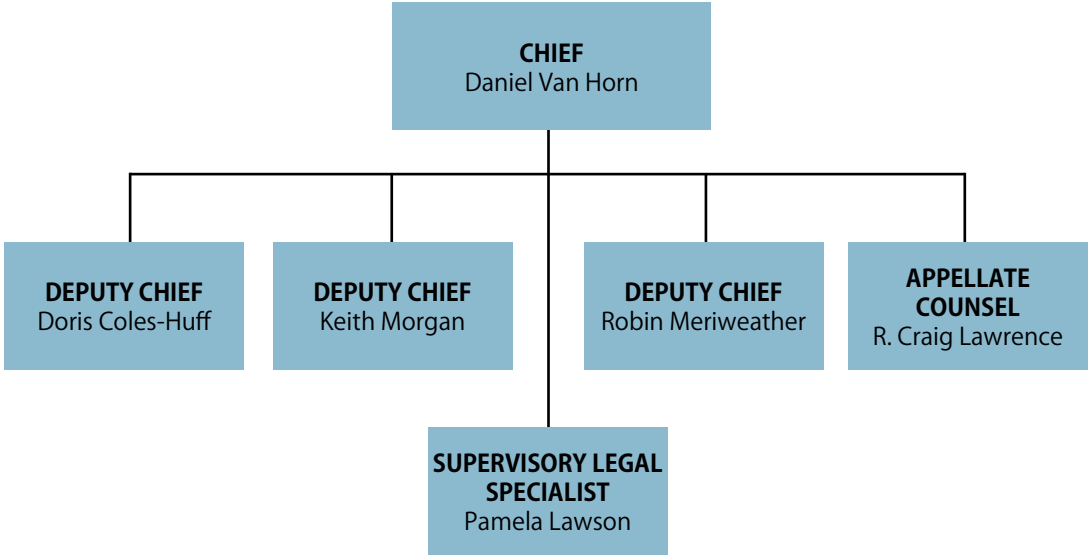 CHIEF
Daniel Van Horn
DEPUTY CHIEF
Doris Coles-Huff
DEPUTY CHIEF
Keith Morgan
DEPUTY CHIEF
Robin Meriweather
APPELLATE
COUNSEL
R. Craig Lawrence
SUPERVISORY LEGAL
SPECIALIST
Pamela Lawson